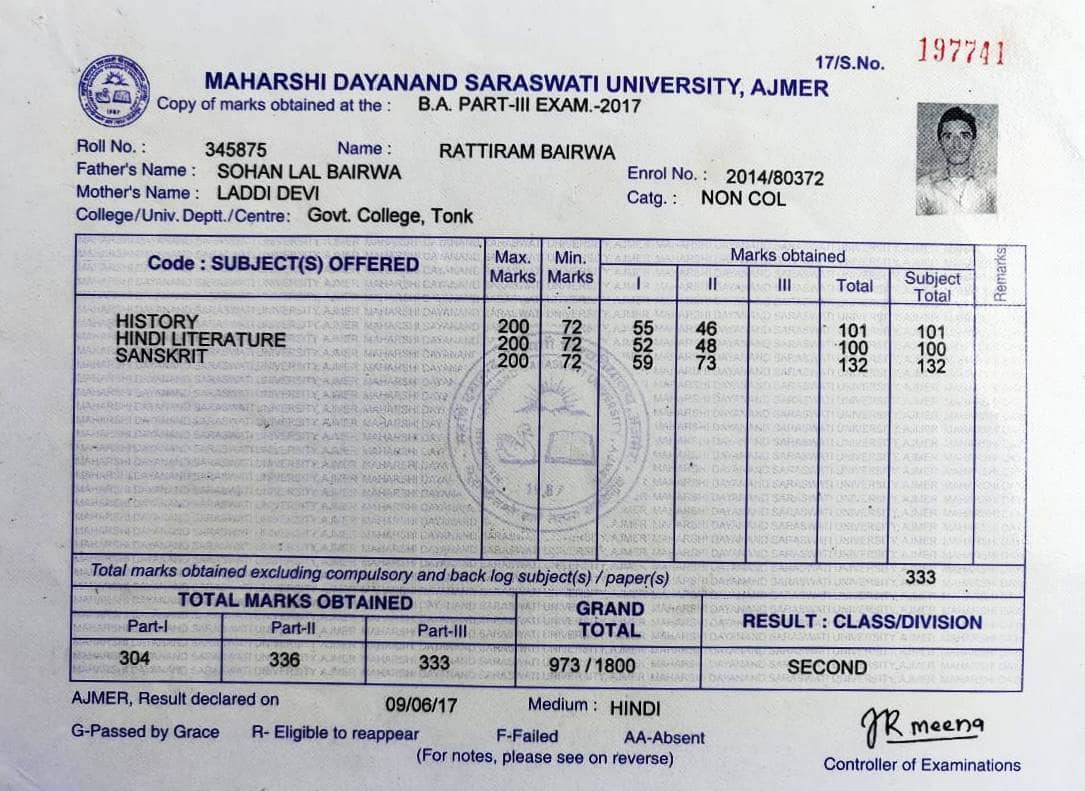 17/S.No. 197741
MAHARSHI DAYANAND SARASWATI UNIVERSITY, AJMER
Copy of marks obtained at the : B.A. PART-III EXAM.-2017
Roll No. : 345875 Name : RATTIRAM BAIRWA
Father's Name : SOHAN LAL BAIRWA Enrol No. : 2014/80372
Mother's Name : LADDI DEVI Catg. : NON COL
College/Univ. Deptt./Centre: Govt. College, Tonk
Code : SUBJECT(S) OFFERED Max. Marks Min. Marks Marks obtained Remarks
I II III Total Subject Total
HISTORY 200 72 55 46 101 101
HINDI LITERATURE 200 72 52 48 100 100
SANSKRIT 200 72 59 73 132 132
1987
Total marks obtained excluding compulsory and back log subject(s) / paper(s) 333
TOTAL MARKS OBTAINED GRAND TOTAL RESULT : CLASS/DIVISION
Part-I Part-II Part-III
304 336 333 973 / 1800 SECOND
AJMER, Result declared on 09/06/17 Medium : HINDI
G-Passed by Grace R- Eligible to reappear F-Failed AA-Absent
(For notes, please see on reverse)
JR meena
Controller of Examinations